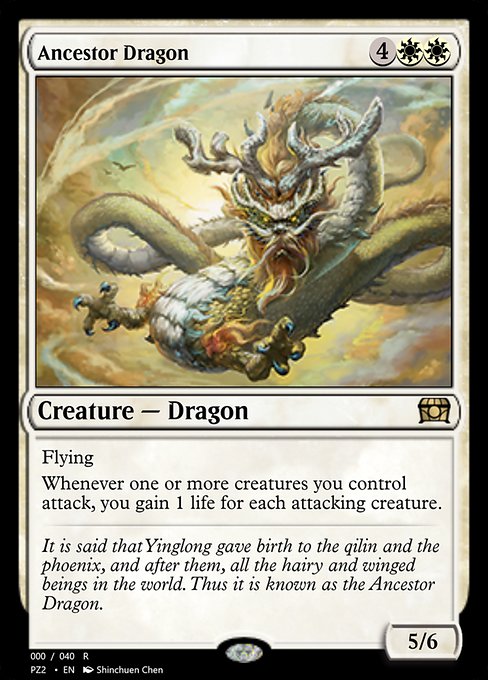 Ancestor Dragon 4
Creature — Dragon
Flying
Whenever one or more creatures you control
attack, you gain 1 life for each attacking creature.
It is said that Yinglong gave birth to the qilin and the
phoenix, and after them, all the hairy and winged
beings in the world. Thus it is known as the Ancestor
Dragon.
5/6
000 / 040 R
PZ2 • EN Shinchuen Chen